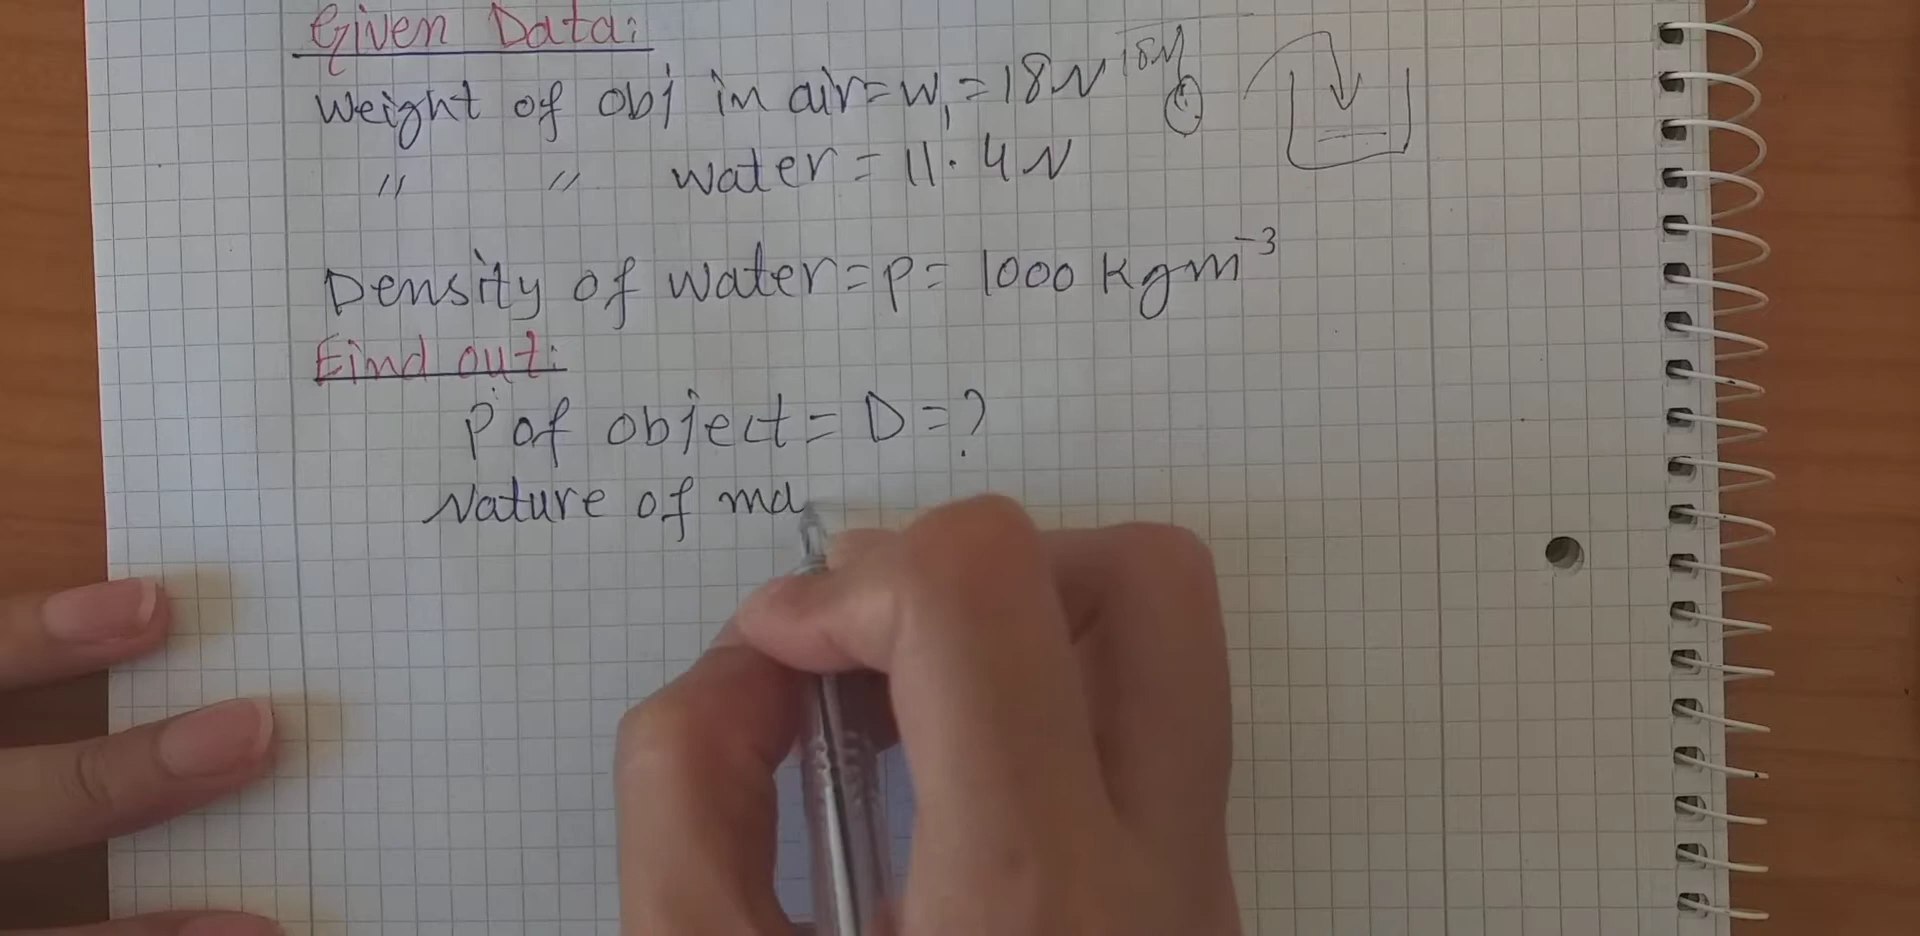 Given Data:
Weight of obj in air=w₁=18N 18N
" " water = 11.4N
Density of water=ρ= 1000 Kgm⁻³
Find out:
ρ of object= D=?
Nature of ma